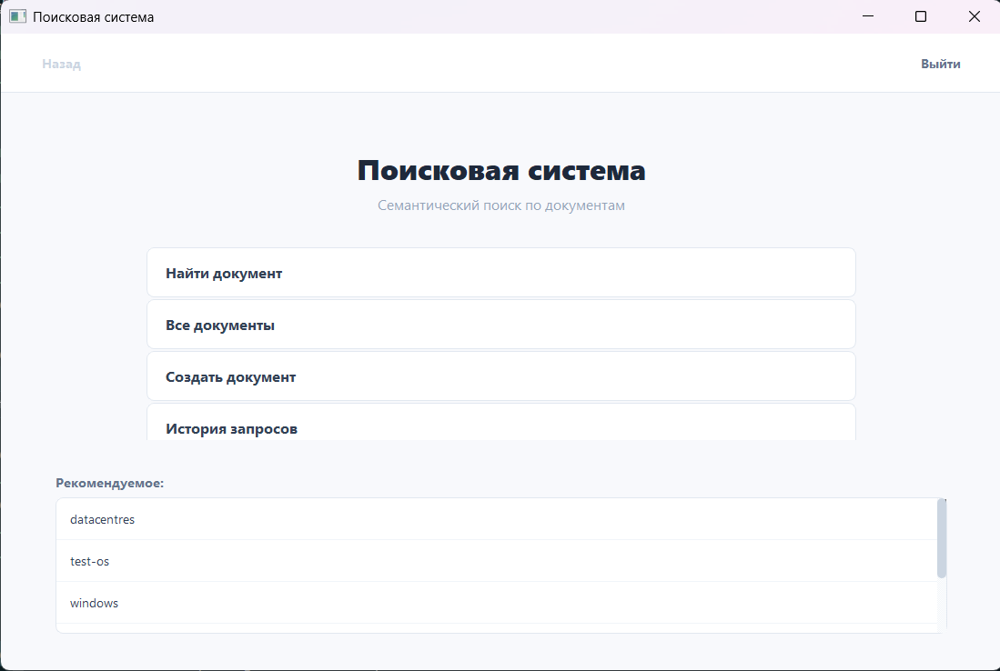 Поисковая система
Назад
Выйти
Поисковая система
Семантический поиск по документам
Найти документ
Все документы
Создать документ
История запросов
Рекомендуемое:
datacentres
test-os
windows